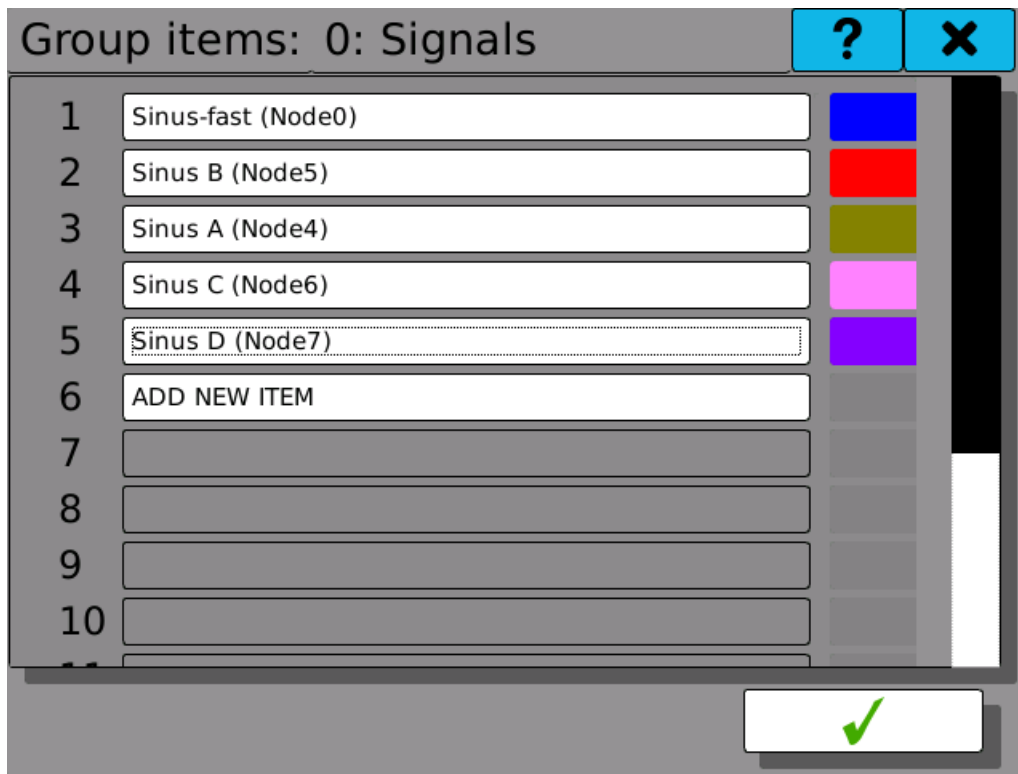 Group items: 0: Signals ?
1 Sinus-fast (Node0)
2 Sinus B (Node5)
3 Sinus A (Node4)
4 Sinus C (Node6)
5 Sinus D (Node7)
6 ADD NEW ITEM
7
8
9
10